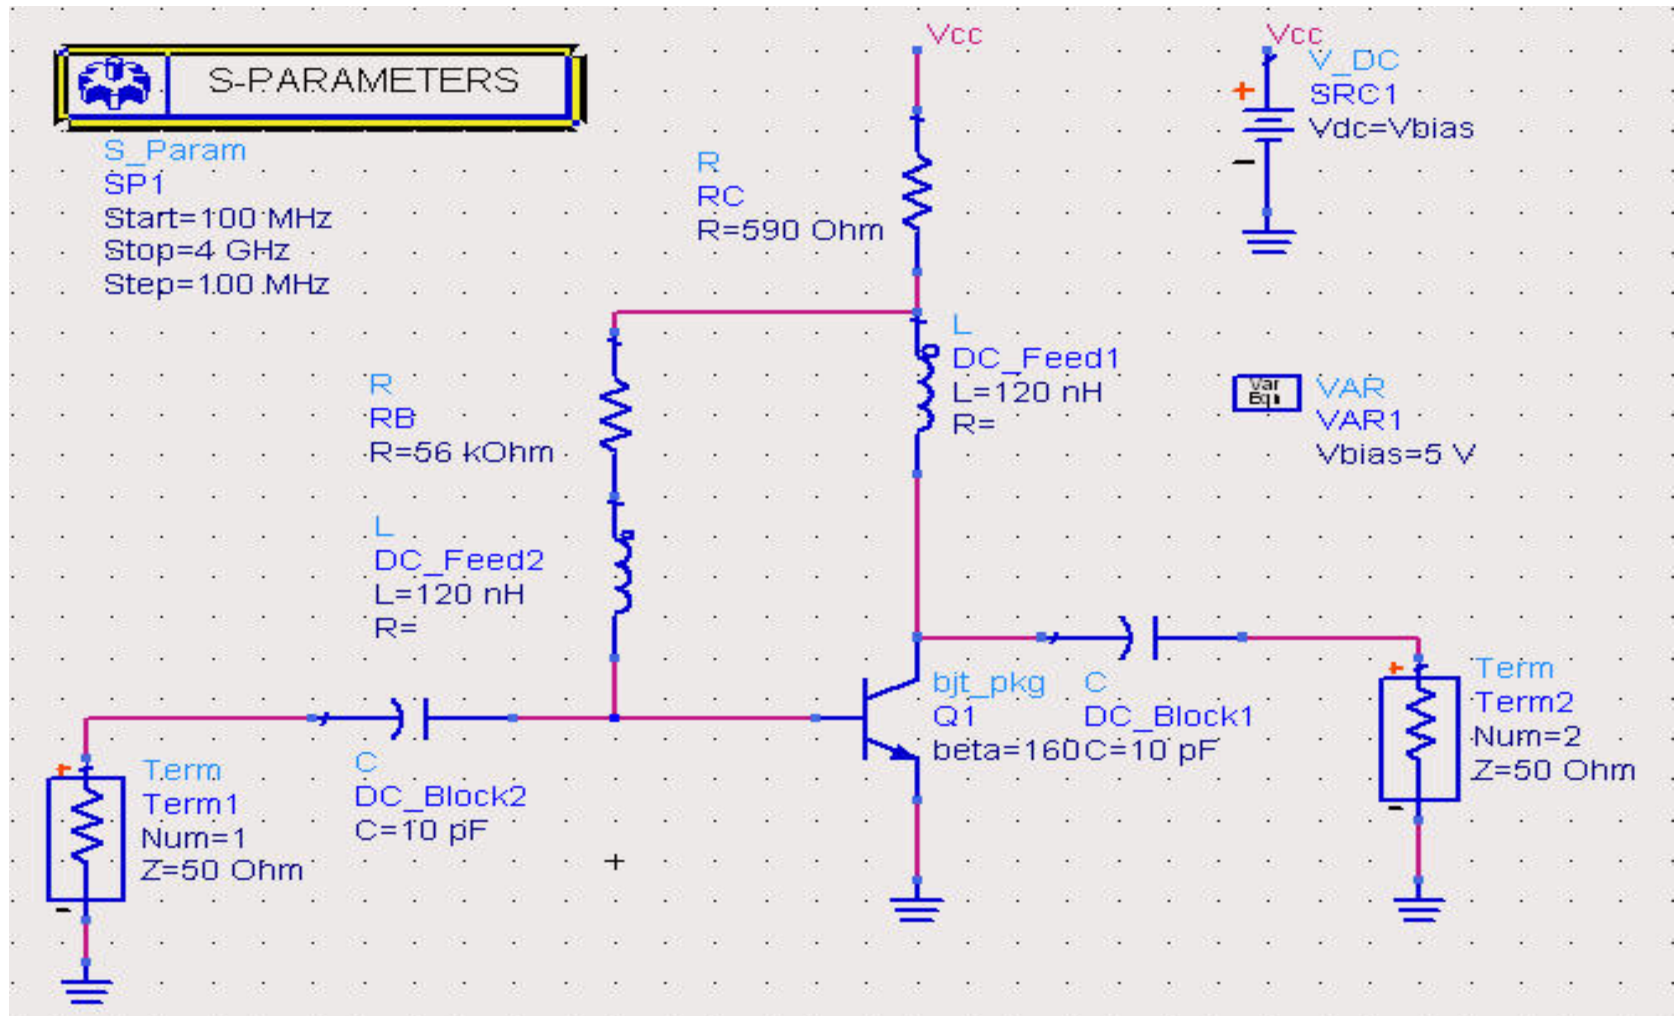 S-PARAMETERS
S_Param
SP1
Start=100 MHz
Stop=4 GHz
Step=100 MHz
Vcc
R
RC
R=590 Ohm
Vcc
V_DC
SRC1
Vdc=Vbias
+
-
L
DC_Feed1
L=120 nH
R=
R
RB
R=56 kOhm
Var
Eqn
VAR
VAR1
Vbias=5 V
L
DC_Feed2
L=120 nH
R=
bjt_pkg
Q1
beta=160
C
DC_Block1
C=10 pF
+
Term
Term2
Num=2
Z=50 Ohm
-
+
Term
Term1
Num=1
Z=50 Ohm
-
C
DC_Block2
C=10 pF